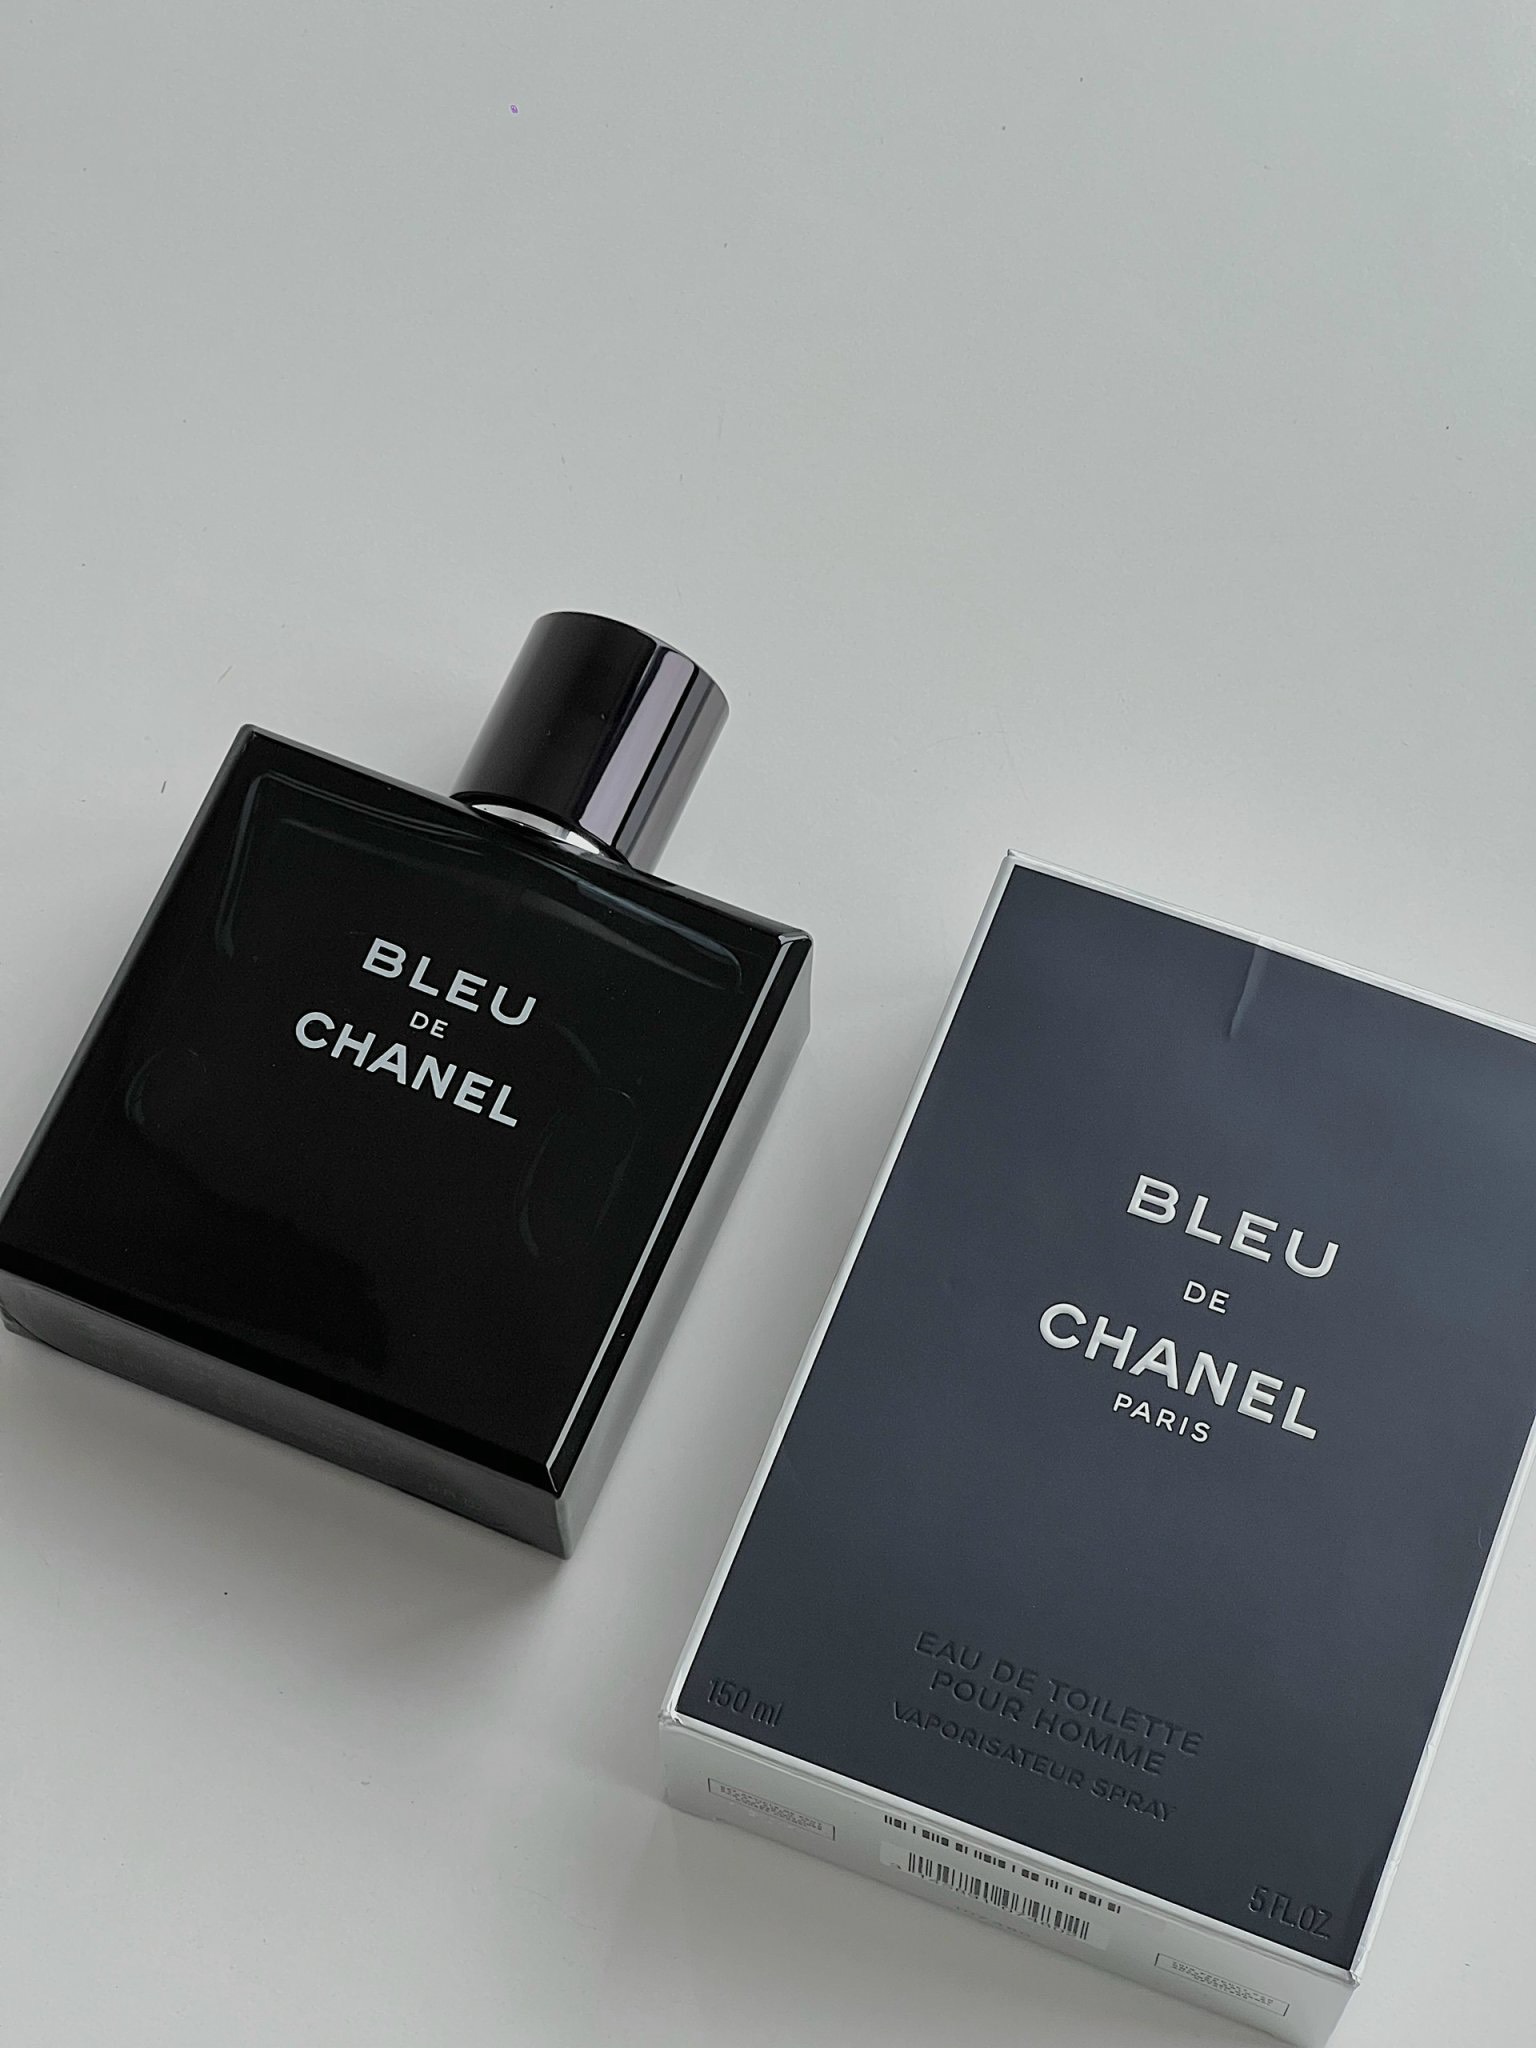 BLEU
DE
CHANEL
BLEU
DE
CHANEL
PARIS
EAU DE TOILETTE
POUR HOMME
VAPORISATEUR SPRAY
150 ml
5 FL.OZ